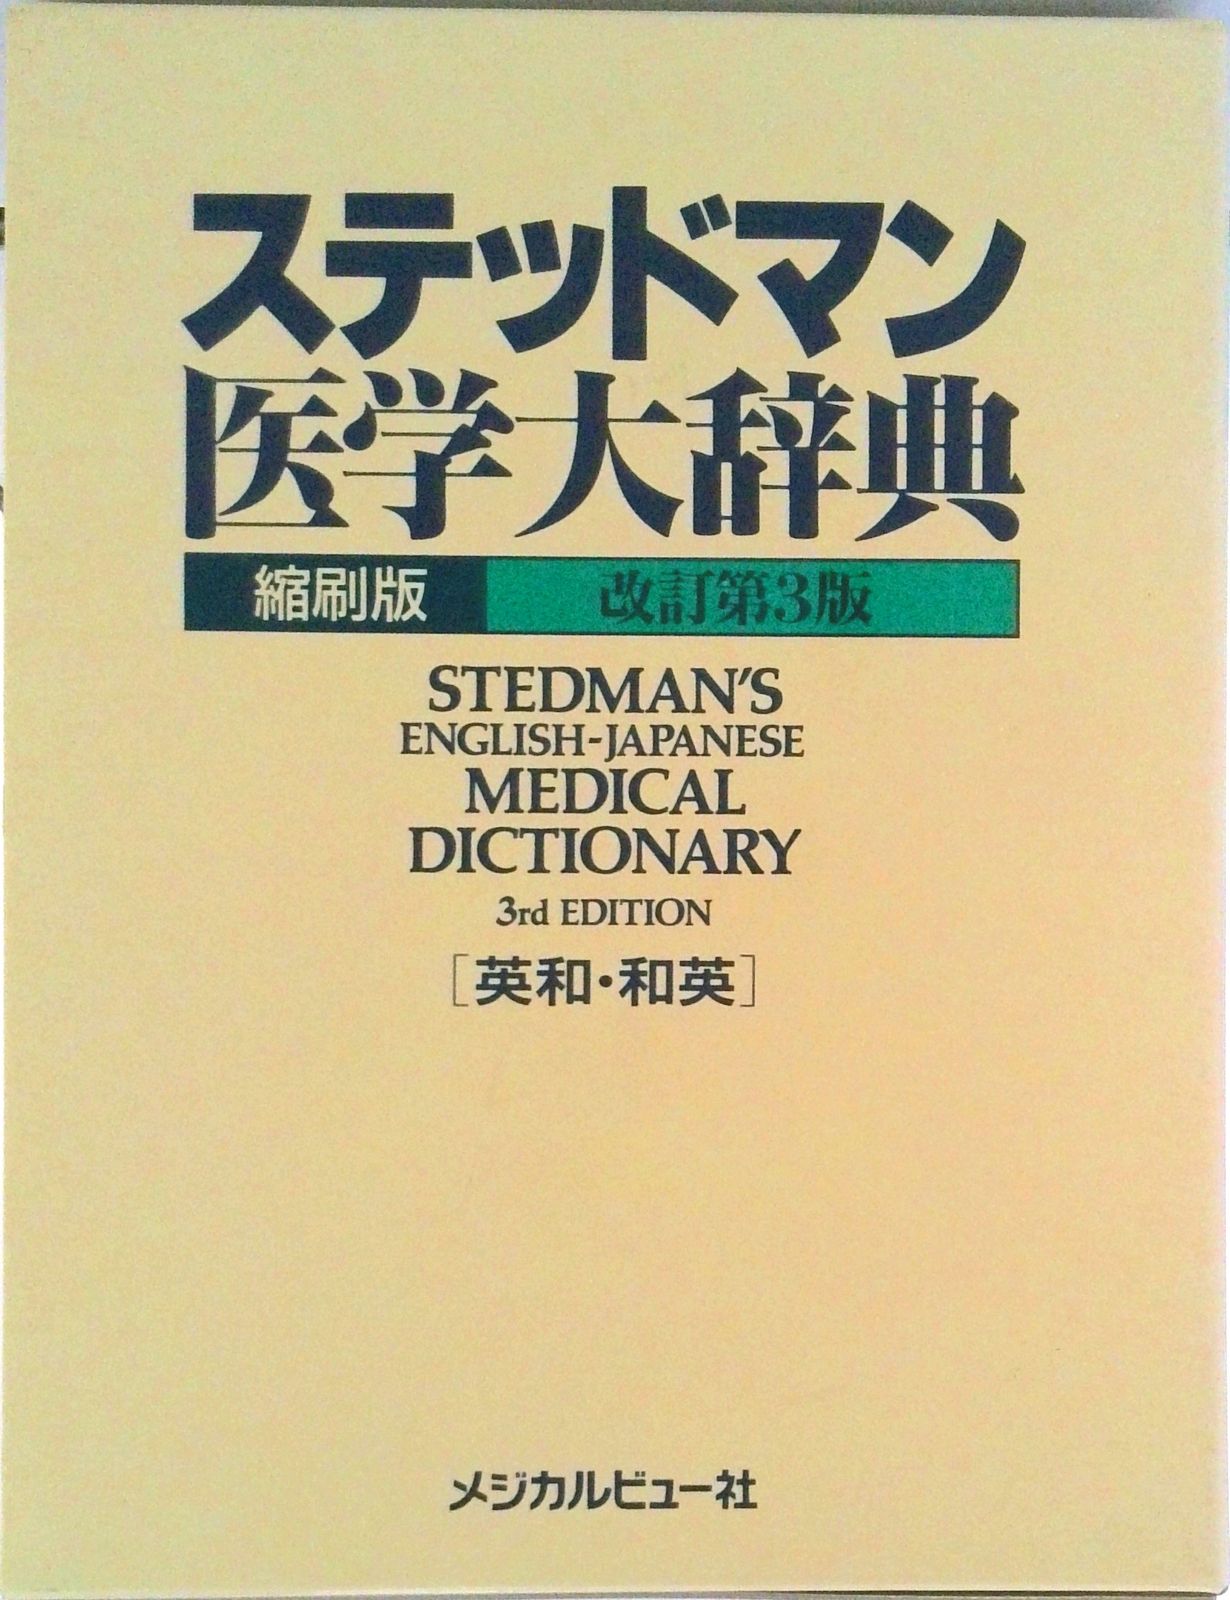 ステッドマン
医学大辞典
縮刷版 改訂第3版
STEDMAN'S
ENGLISH-JAPANESE
MEDICAL
DICTIONARY
3rd EDITION
[英和・和英]
メジカルビュー社